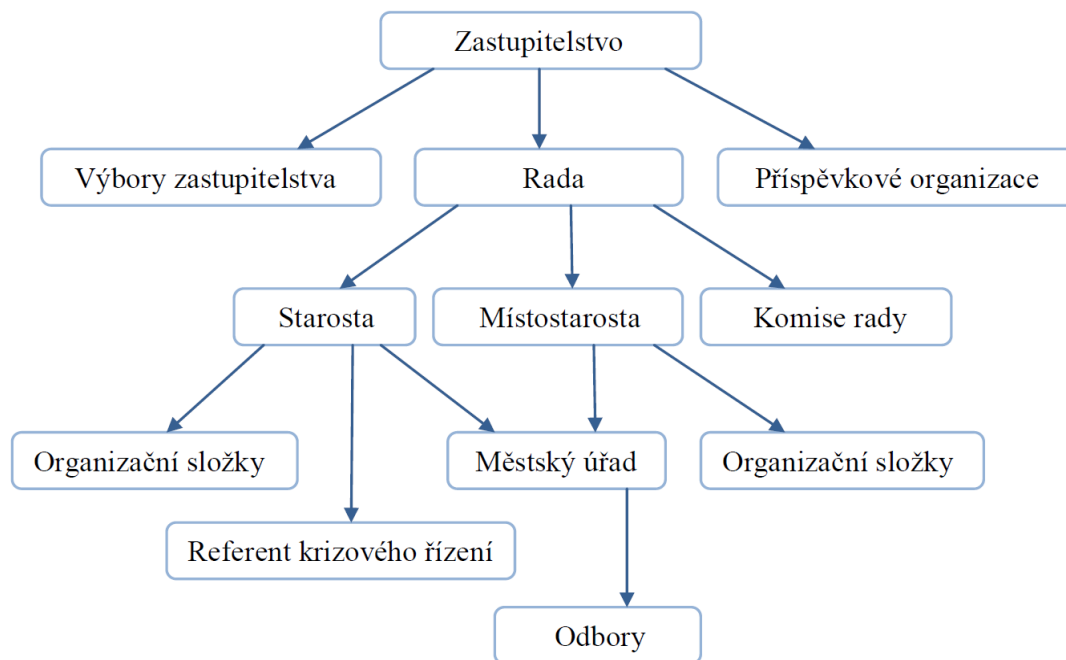 Zastupitelstvo
Výbory zastupitelstva
Rada
Příspěvkové organizace
Starosta
Místostarosta
Komise rady
Organizační složky
Městský úřad
Organizační složky
Referent krizového řízení
Odbory